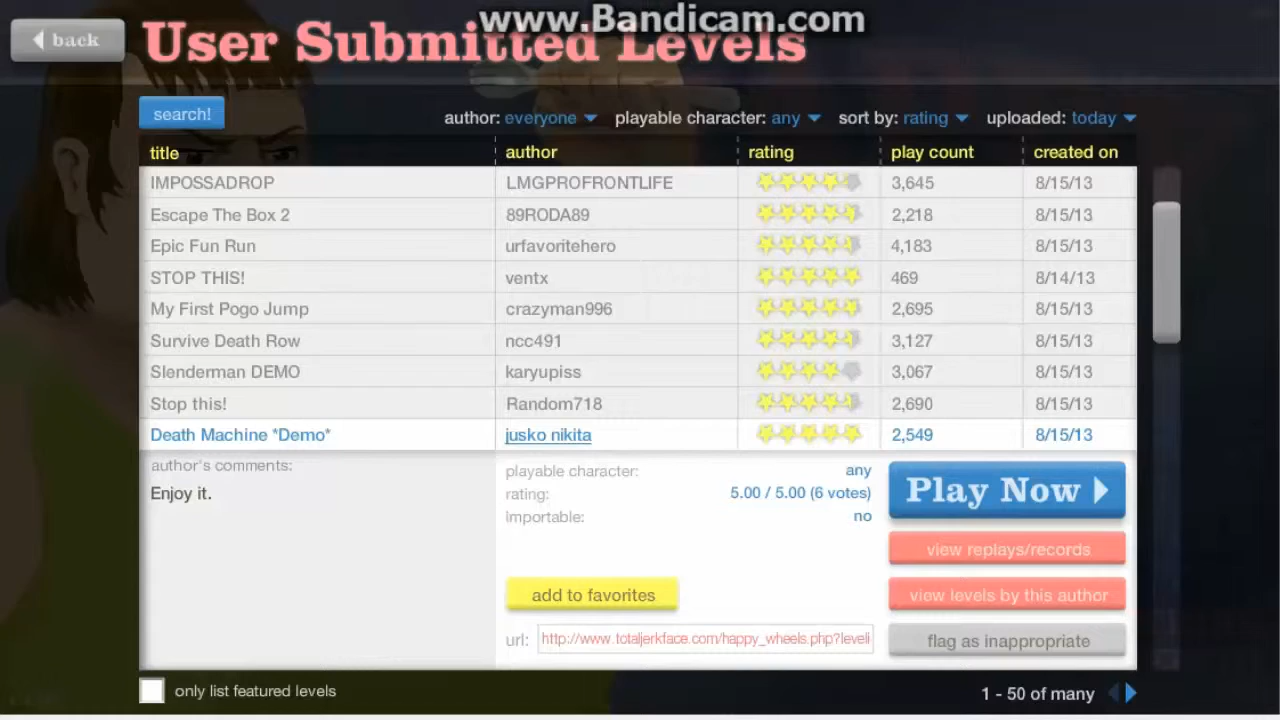 www.Bandicam.com
back
User Submitted Levels
search!
author: everyone playable character: any sort by: rating uploaded: today
title author rating play count created on
IMPOSSADROP LMGPROFRONTLIFE 3,645 8/15/13
Escape The Box 2 89RODA89 2,218 8/15/13
Epic Fun Run urfavoritehero 4,183 8/15/13
STOP THIS! ventx 469 8/14/13
My First Pogo Jump crazyman996 2,695 8/15/13
Survive Death Row ncc491 3,127 8/15/13
Slenderman DEMO karyupiss 3,067 8/15/13
Stop this! Random718 2,690 8/15/13
Death Machine *Demo* jusko nikita 2,549 8/15/13
author's comments:
Enjoy it.
playable character: any
rating: 5.00 / 5.00 (6 votes)
importable: no
add to favorites
url: http://www.totaljerkface.com/happy_wheels.php?leveli
Play Now
view replays/records
view levels by this author
flag as inappropriate
only list featured levels
1 - 50 of many